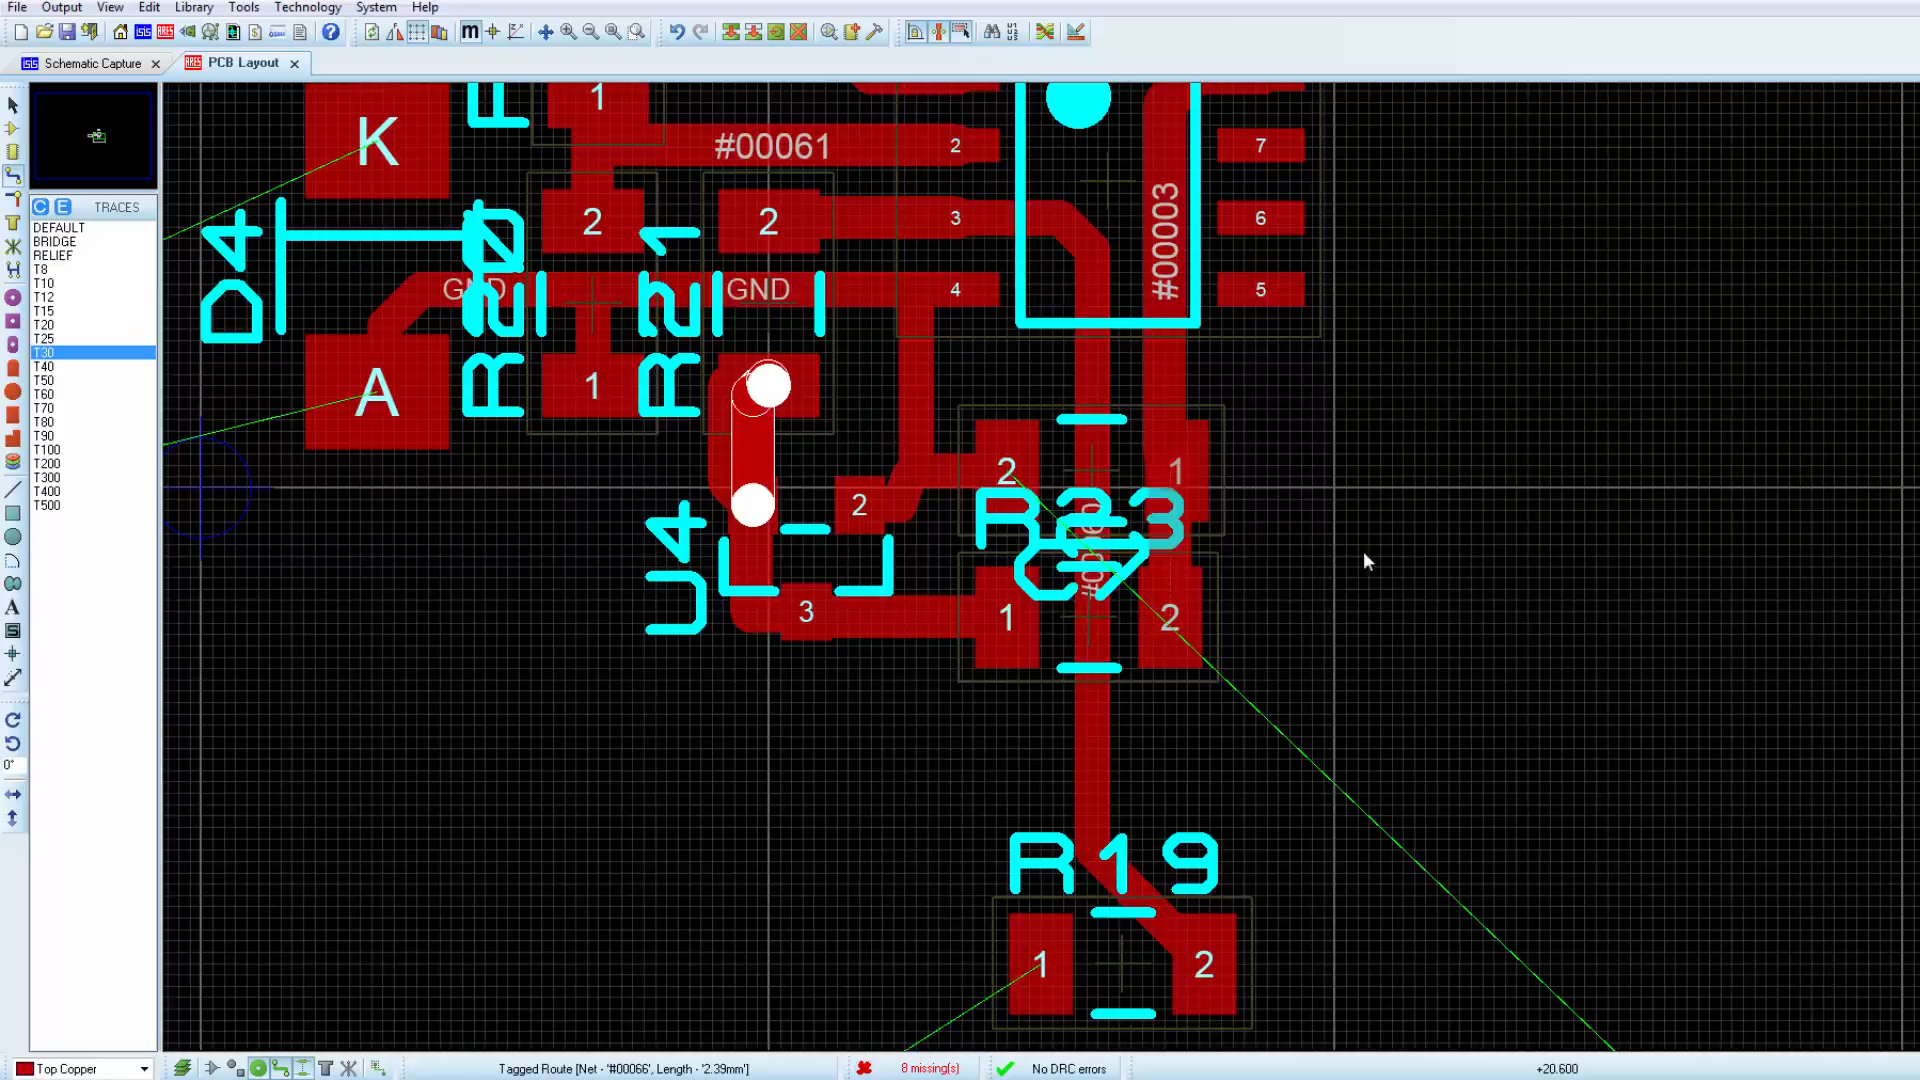 File Output View Edit Library Tools Technology System Help
Schematic Capture
PCB Layout
TRACES
DEFAULT
BRIDGE
RELIEF
T8
T10
T12
T15
T20
T25
T30
T40
T50
T60
T70
T80
T90
T100
T200
T300
T400
T500
0°
K
1
#00061
2
7
2
2
3
6
#00003
D4
GND
GND
4
5
A
R20
1
R21
2
1
2
R23
C7
U4
3
1
2
R19
1
2
Top Copper
Tagged Route [Net - '#00066', Length - '2.39mm']
8 missing(s)
No DRC errors
+20.600